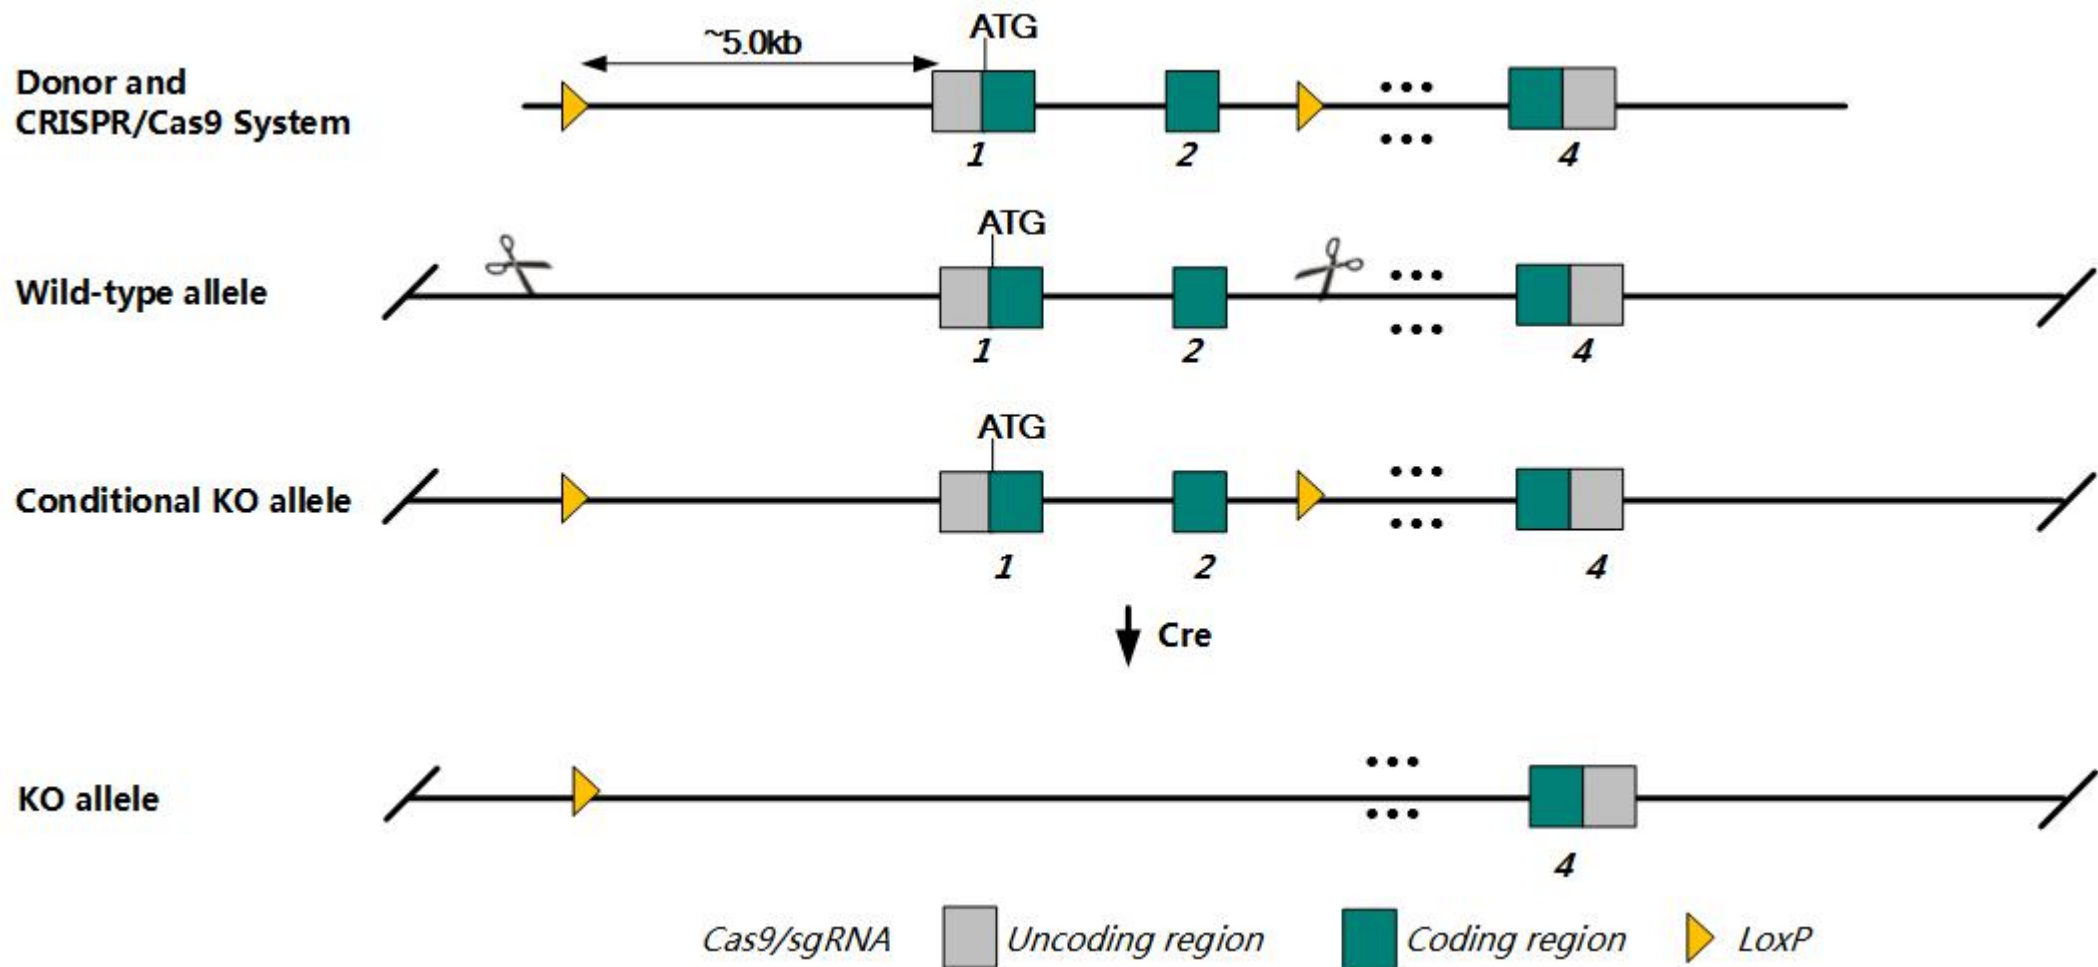 ATG
~5.0kb
Donor and
CRISPR/Cas9 System
1 2 4
ATG
Wild-type allele
1 2 4
ATG
Conditional KO allele
1 2 4
Cre
KO allele
4
Cas9/sgRNA Uncoding region Coding region LoxP